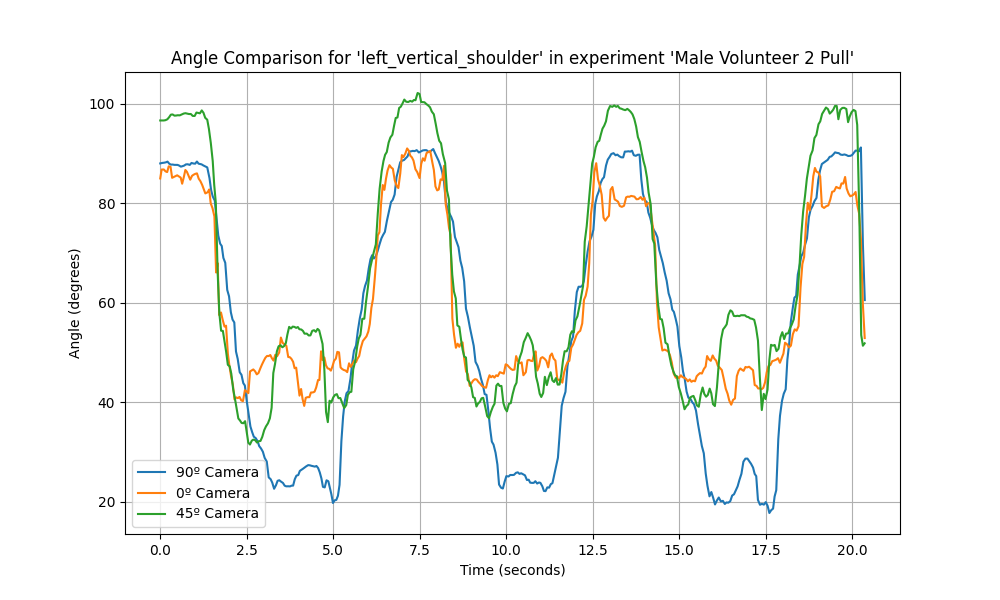 Angle Comparison for 'left_vertical_shoulder' in experiment 'Male Volunteer 2 Pull'
100
80
60
40
20
Angle (degrees)
90º Camera
0º Camera
45º Camera
0.0 2.5 5.0 7.5 10.0 12.5 15.0 17.5 20.0
Time (seconds)